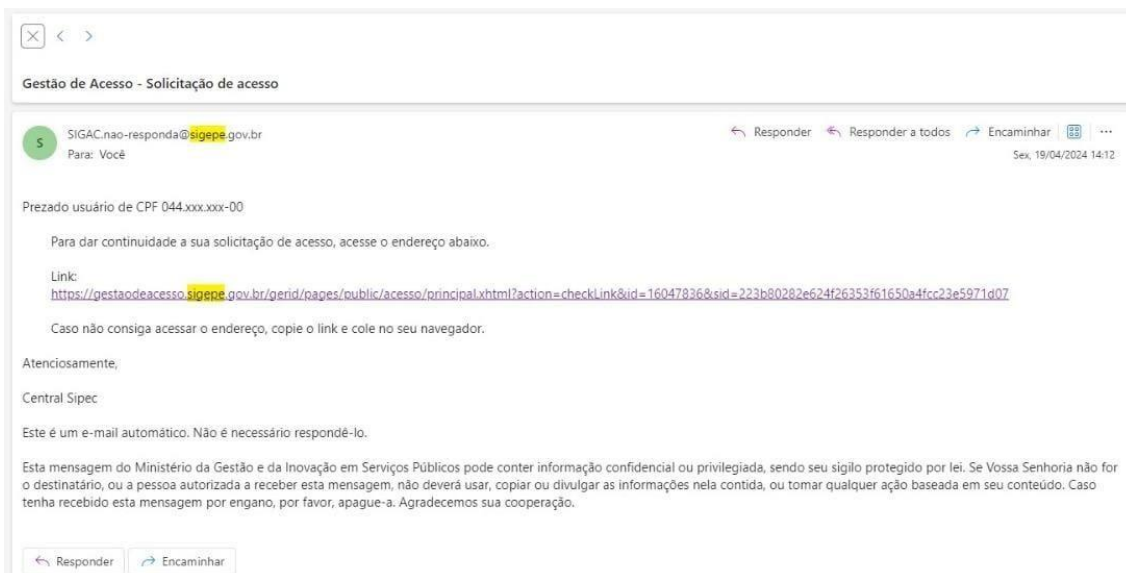 Gestão de Acesso - Solicitação de acesso
S
SIGAC.nao-responda@sigepe.gov.br
Para: Você
Responder
Responder a todos
Encaminhar
Sex, 19/04/2024 14:12
Prezado usuário de CPF 044.xxx.xxx-00
Para dar continuidade a sua solicitação de acesso, acesse o endereço abaixo.
Link:
https://gestaodeacesso.sigepe.gov.br/gerid/pages/public/acesso/principal.xhtml?action=checkLink&id=16047836&sid=223b80282e624f26353f61650a4fcc23e5971d07
Caso não consiga acessar o endereço, copie o link e cole no seu navegador.
Atenciosamente,
Central Sipec
Este é um e-mail automático. Não é necessário respondê-lo.
Esta mensagem do Ministério da Gestão e da Inovação em Serviços Públicos pode conter informação confidencial ou privilegiada, sendo seu sigilo protegido por lei. Se Vossa Senhoria não for
o destinatário, ou a pessoa autorizada a receber esta mensagem, não deverá usar, copiar ou divulgar as informações nela contida, ou tomar qualquer ação baseada em seu conteúdo. Caso
tenha recebido esta mensagem por engano, por favor, apague-a. Agradecemos sua cooperação.
Responder
Encaminhar